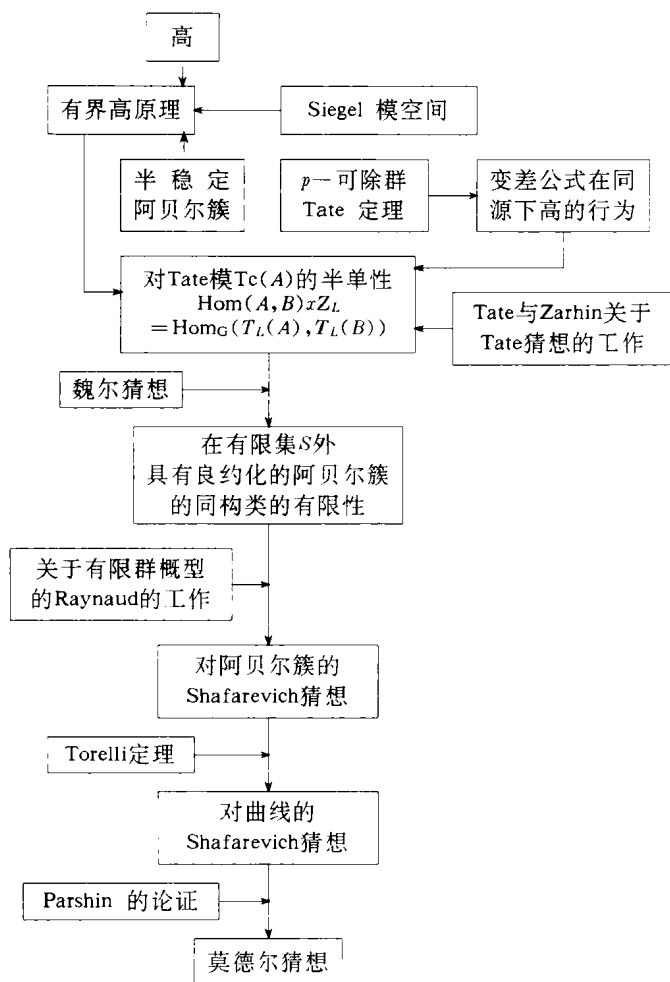 高
有界高原理
Siegel 模空间
半稳定
阿贝尔簇
p—可除群
Tate 定理
变差公式在同
源下高的行为
对Tate模Tc(A)的半单性
Hom(A,B)xZ_L
=Hom_G(T_L(A),T_L(B))
Tate与Zarhin关于
Tate猜想的工作
魏尔猜想
在有限集S外
具有良约化的阿贝尔簇
的同构类的有限性
关于有限群概型
的Raynaud的工作
对阿贝尔簇的
Shafarevich猜想
Torelli定理
对曲线的
Shafarevich猜想
Parshin 的论证
莫德尔猜想